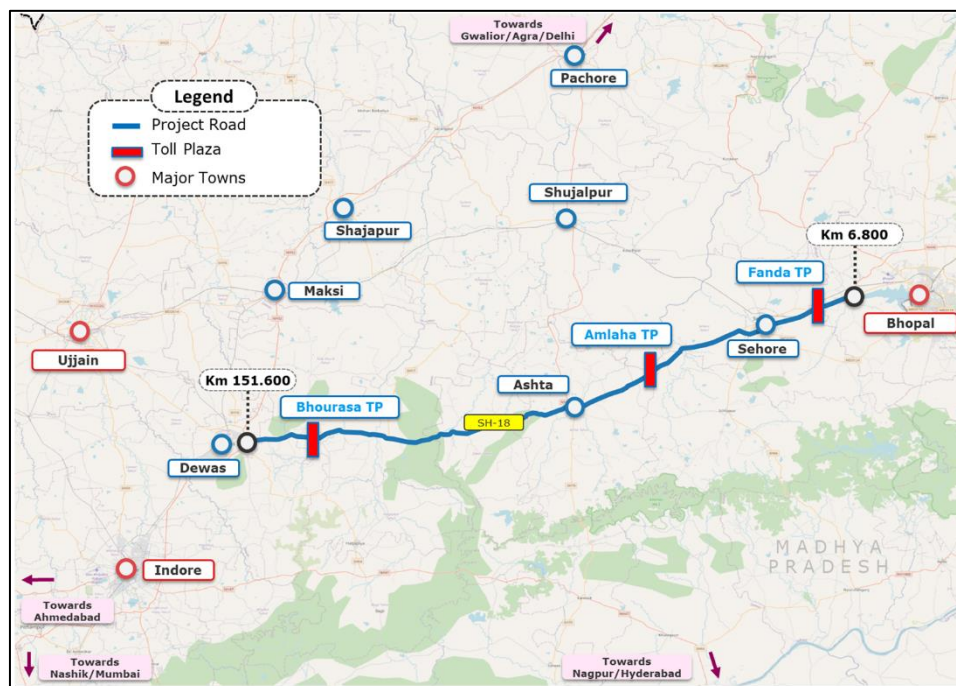 Towards
Gwalior/Agra/Delhi
Pachore
Legend
Project Road
Toll Plaza
Major Towns
Shajapur
Shujalpur
Km 6.800
Fanda TP
Maksi
Bhopal
Ujjain
Amlaha TP
Sehore
Km 151.600
Ashta
Bhourasa TP
SH-18
Dewas
MADHYA
PRADESH
Indore
Towards
Ahmedabad
Towards
Nashik/Mumbai
Towards
Nagpur/Hyderabad